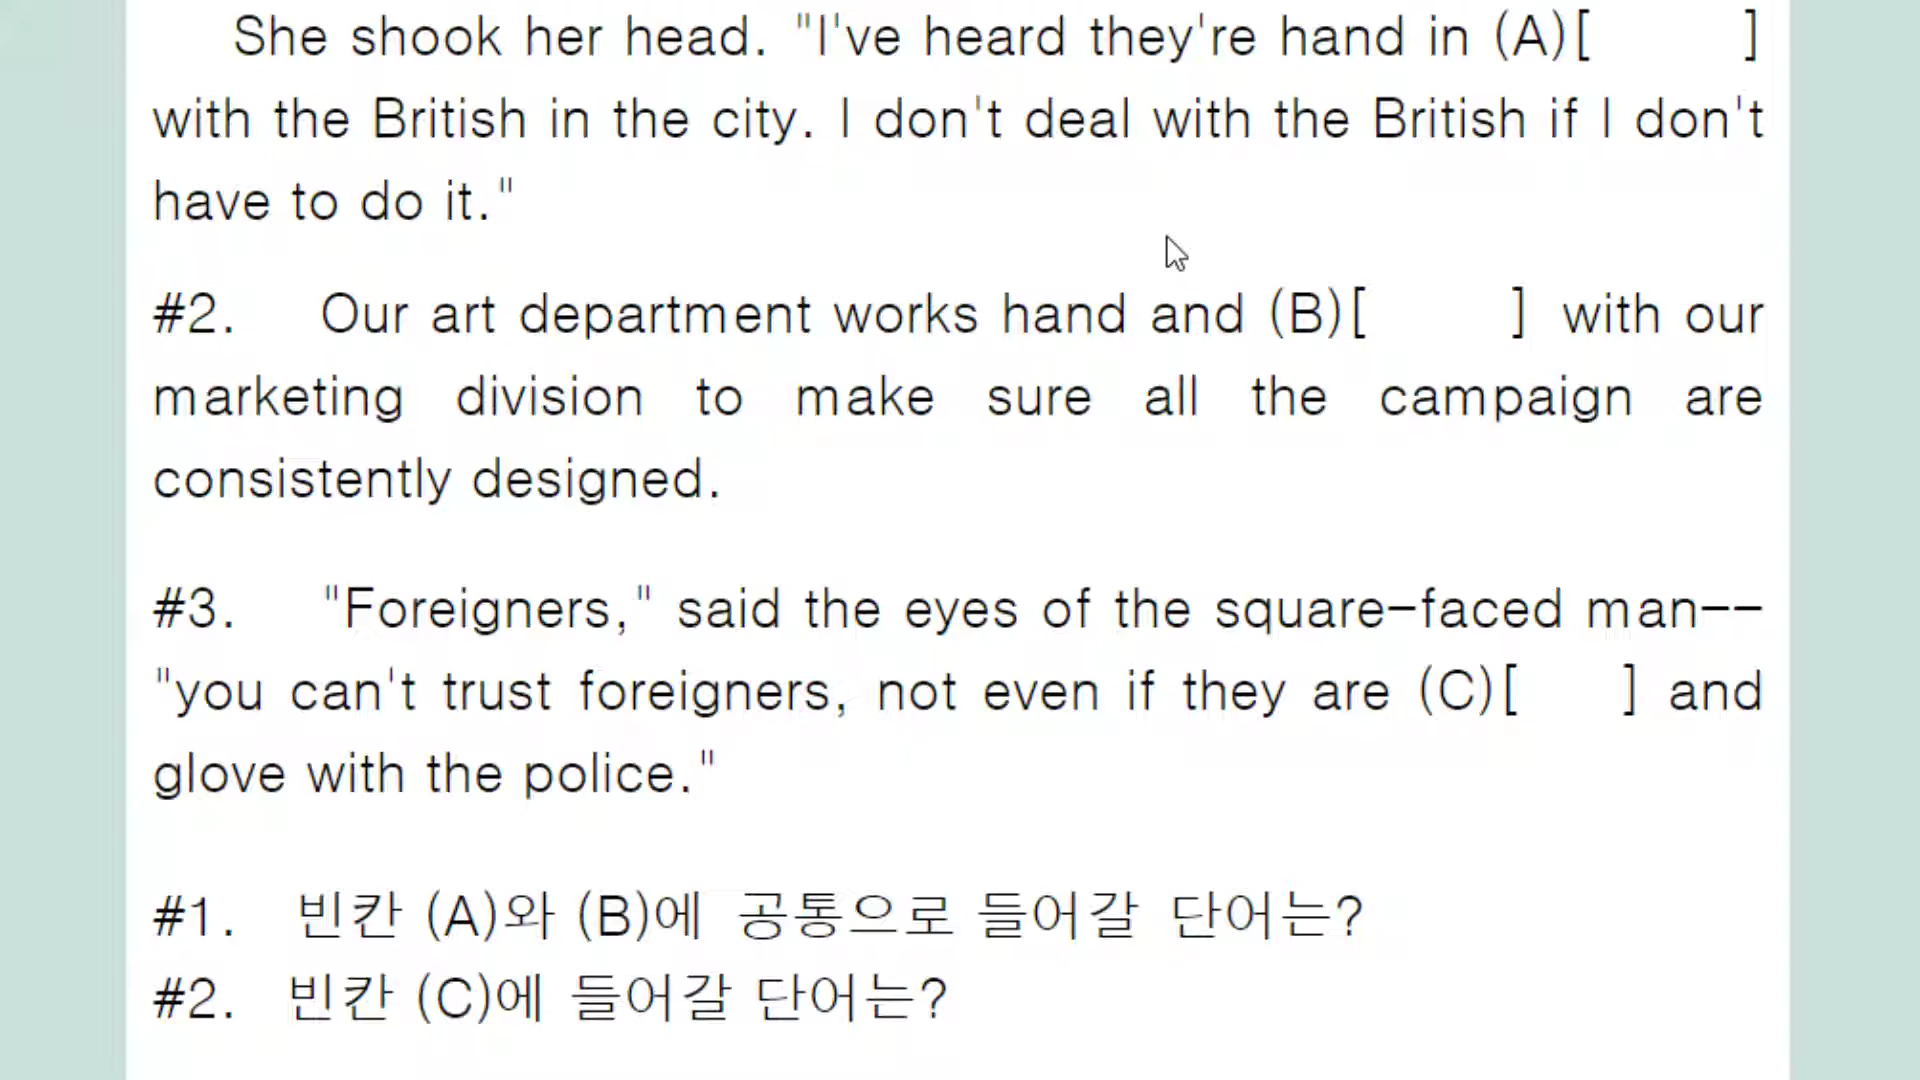 She shook her head. "I've heard they're hand in (A)[ ]
with the British in the city. I don't deal with the British if I don't
have to do it."
#2. Our art department works hand and (B)[ ] with our
marketing division to make sure all the campaign are
consistently designed.
#3. "Foreigners," said the eyes of the square-faced man--
"you can't trust foreigners, not even if they are (C)[ ] and
glove with the police."
#1. 빈칸 (A)와 (B)에 공통으로 들어갈 단어는?
#2. 빈칸 (C)에 들어갈 단어는?